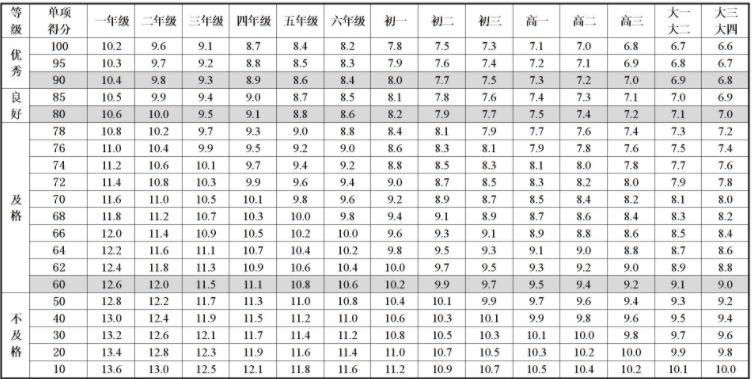 等级 单项得分 一年级 二年级 三年级 四年级 五年级 六年级 初一 初二 初三 高一 高二 高三 大一大二 大三大四
优秀 100 10.2 9.6 9.1 8.7 8.4 8.2 7.8 7.5 7.3 7.1 7.0 6.8 6.7 6.6
95 10.3 9.7 9.2 8.8 8.5 8.3 7.9 7.6 7.4 7.2 7.1 6.9 6.8 6.7
90 10.4 9.8 9.3 8.9 8.6 8.4 8.0 7.7 7.5 7.3 7.2 7.0 6.9 6.8
良好 85 10.5 9.9 9.4 9.0 8.7 8.5 8.1 7.8 7.6 7.4 7.3 7.1 7.0 6.9
80 10.6 10.0 9.5 9.1 8.8 8.6 8.2 7.9 7.7 7.5 7.4 7.2 7.1 7.0
及格 78 10.8 10.2 9.7 9.3 9.0 8.8 8.4 8.1 7.9 7.7 7.6 7.4 7.3 7.2
76 11.0 10.4 9.9 9.5 9.2 9.0 8.6 8.3 8.1 7.9 7.8 7.6 7.5 7.4
74 11.2 10.6 10.1 9.7 9.4 9.2 8.8 8.5 8.3 8.1 8.0 7.8 7.7 7.6
72 11.4 10.8 10.3 9.9 9.6 9.4 9.0 8.7 8.5 8.3 8.2 8.0 7.9 7.8
70 11.6 11.0 10.5 10.1 9.8 9.6 9.2 8.9 8.7 8.5 8.4 8.2 8.1 8.0
68 11.8 11.2 10.7 10.3 10.0 9.8 9.4 9.1 8.9 8.7 8.6 8.4 8.3 8.2
66 12.0 11.4 10.9 10.5 10.2 10.0 9.6 9.3 9.1 8.9 8.8 8.6 8.5 8.4
64 12.2 11.6 11.1 10.7 10.4 10.2 9.8 9.5 9.3 9.1 9.0 8.8 8.7 8.6
62 12.4 11.8 11.3 10.9 10.6 10.4 10.0 9.7 9.5 9.3 9.2 9.0 8.9 8.8
60 12.6 12.0 11.5 11.1 10.8 10.6 10.2 9.9 9.7 9.5 9.4 9.2 9.1 9.0
不及格 50 12.8 12.2 11.7 11.3 11.0 10.8 10.4 10.1 9.9 9.7 9.6 9.4 9.3 9.2
40 13.0 12.4 11.9 11.5 11.2 11.0 10.6 10.3 10.1 9.9 9.8 9.6 9.5 9.4
30 13.2 12.6 12.1 11.7 11.4 11.2 10.8 10.5 10.3 10.1 10.0 9.8 9.7 9.6
20 13.4 12.8 12.3 11.9 11.6 11.4 11.0 10.7 10.5 10.3 10.2 10.0 9.9 9.8
10 13.6 13.0 12.5 12.1 11.8 11.6 11.2 10.9 10.7 10.5 10.4 10.2 10.1 10.0